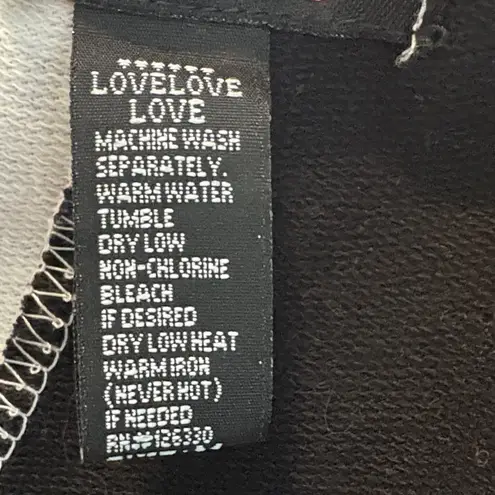 LOVELOVE
LOVE
MACHINE WASH
SEPARATELY.
WARM WATER
TUMBLE
DRY LOW
NON-CHLORINE
BLEACH
IF DESIRED
DRY LOW HEAT
WARM IRON
(NEVER HOT)
IF NEEDED
RN#126330